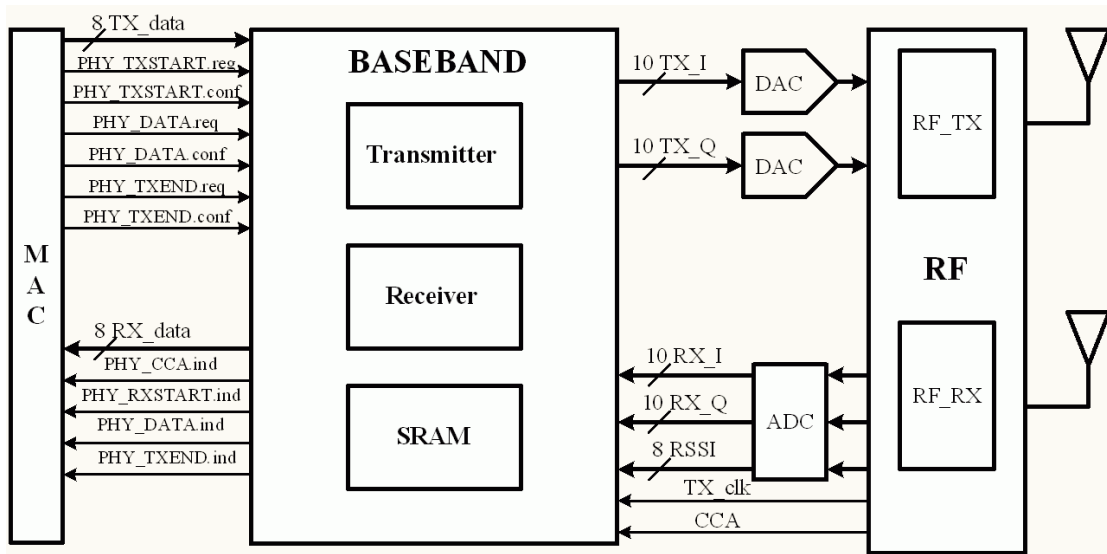 8 TX_data
PHY_TXSTART.req
PHY_TXSTART.conf
PHY_DATA.req
PHY_DATA.conf
PHY_TXEND.req
PHY_TXEND.conf
M
A
C
8 RX_data
PHY_CCA.ind
PHY_RXSTART.ind
PHY_DATA.ind
PHY_TXEND.ind
BASEBAND
Transmitter
Receiver
SRAM
10 TX_I
DAC
10 TX_Q
DAC
10 RX_I
10 RX_Q
8 RSSI
ADC
TX_clk
CCA
RF_TX
RF
RF_RX